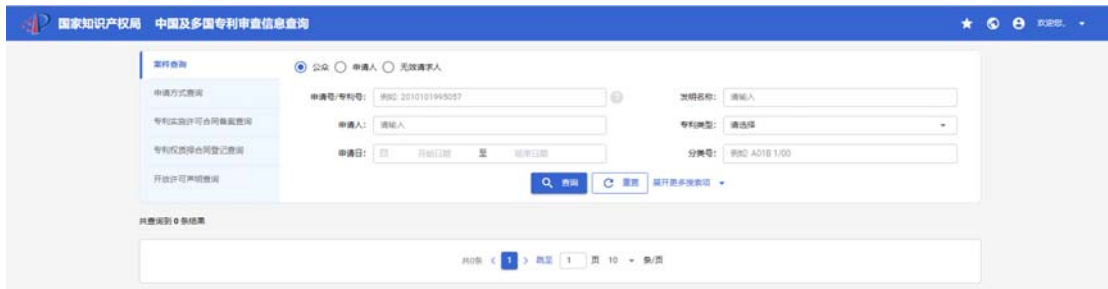 国家知识产权局 中国及多国专利审查信息查询 欢迎您.
案件查询
申请方式查询
专利实施许可合同备案查询
专利权质押合同登记查询
开放许可声明查询
公众 申请人 无效请求人
申请号/专利号: 例如: 2010101995057 发明名称: 请输入
申请人: 请输入 专利类型: 请选择
申请日: 开始日期 至 结束日期 分类号: 例如: A01B 1/00
查询 重置 展开更多搜索项
共查询到 0 条结果
共0条 < 1 > 跳至 1 页 10 条/页